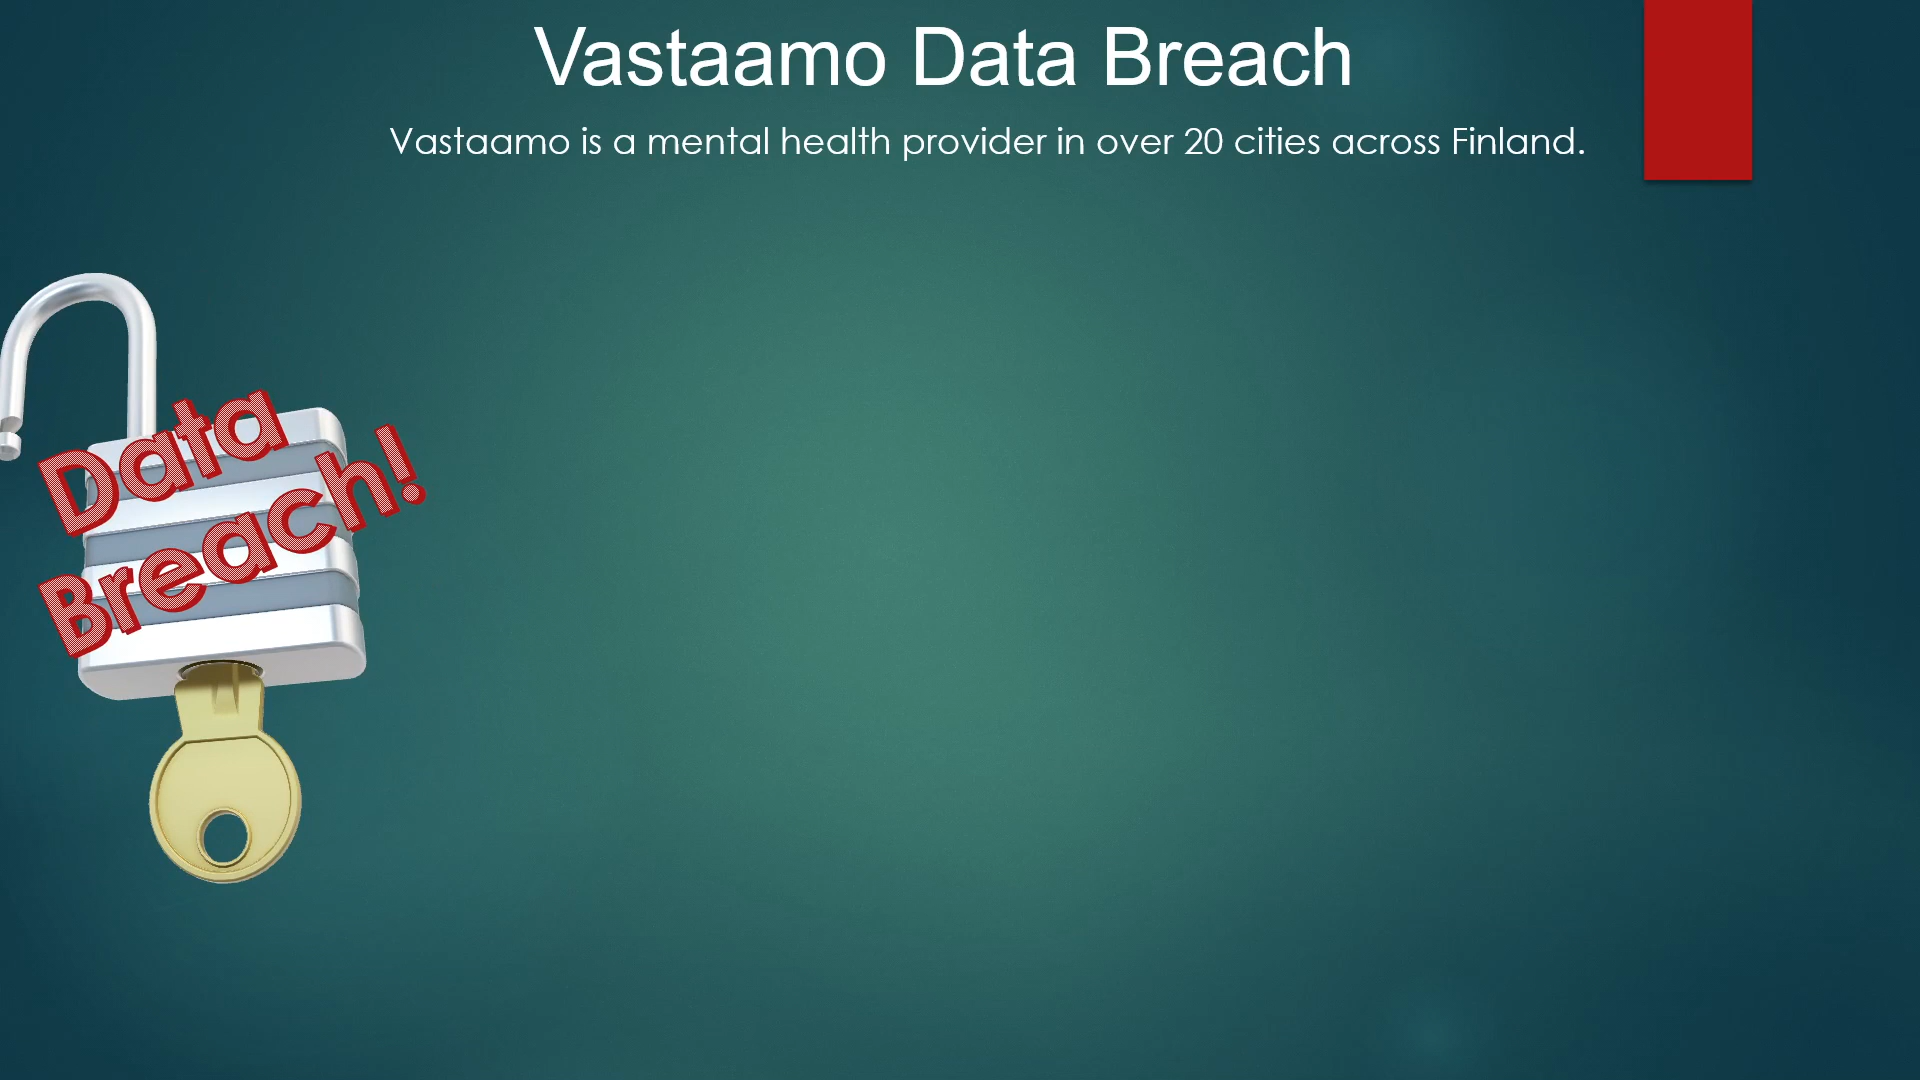 Vastaamo Data Breach
Vastaamo is a mental health provider in over 20 cities across Finland.
Data
Breach!